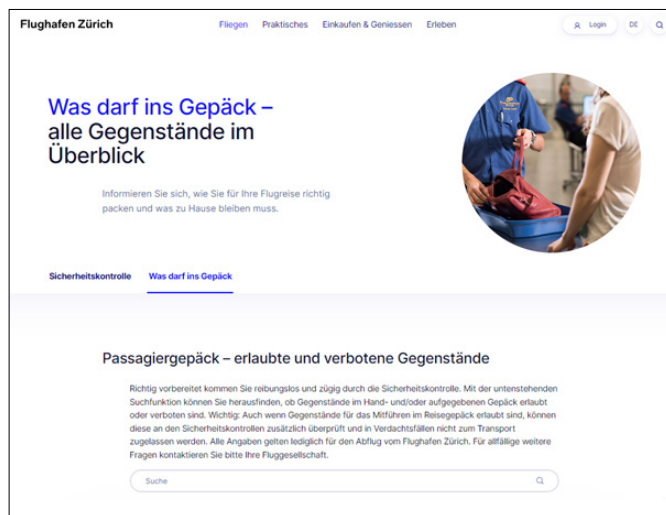 Flughafen Zürich
Fliegen Praktisches Einkaufen & Geniessen Erleben
Login DE
Was darf ins Gepäck –
alle Gegenstände im
Überblick
Informieren Sie sich, wie Sie für Ihre Flugreise richtig
packen und was zu Hause bleiben muss.
Sicherheitskontrolle Was darf ins Gepäck
Passagiergepäck – erlaubte und verbotene Gegenstände
Richtig vorbereitet kommen Sie reibungslos und zügig durch die Sicherheitskontrolle. Mit der untenstehenden
Suchfunktion können Sie herausfinden, ob Gegenstände im Hand- und/oder aufgegebenen Gepäck erlaubt
oder verboten sind. Wichtig: Auch wenn Gegenstände für das Mitführen im Reisegepäck erlaubt sind, können
diese an den Sicherheitskontrollen zusätzlich überprüft und in Verdachtsfällen nicht zum Transport
zugelassen werden. Alle Angaben gelten lediglich für den Abflug vom Flughafen Zürich. Für allfällige weitere
Fragen kontaktieren Sie bitte Ihre Fluggesellschaft.
Suche